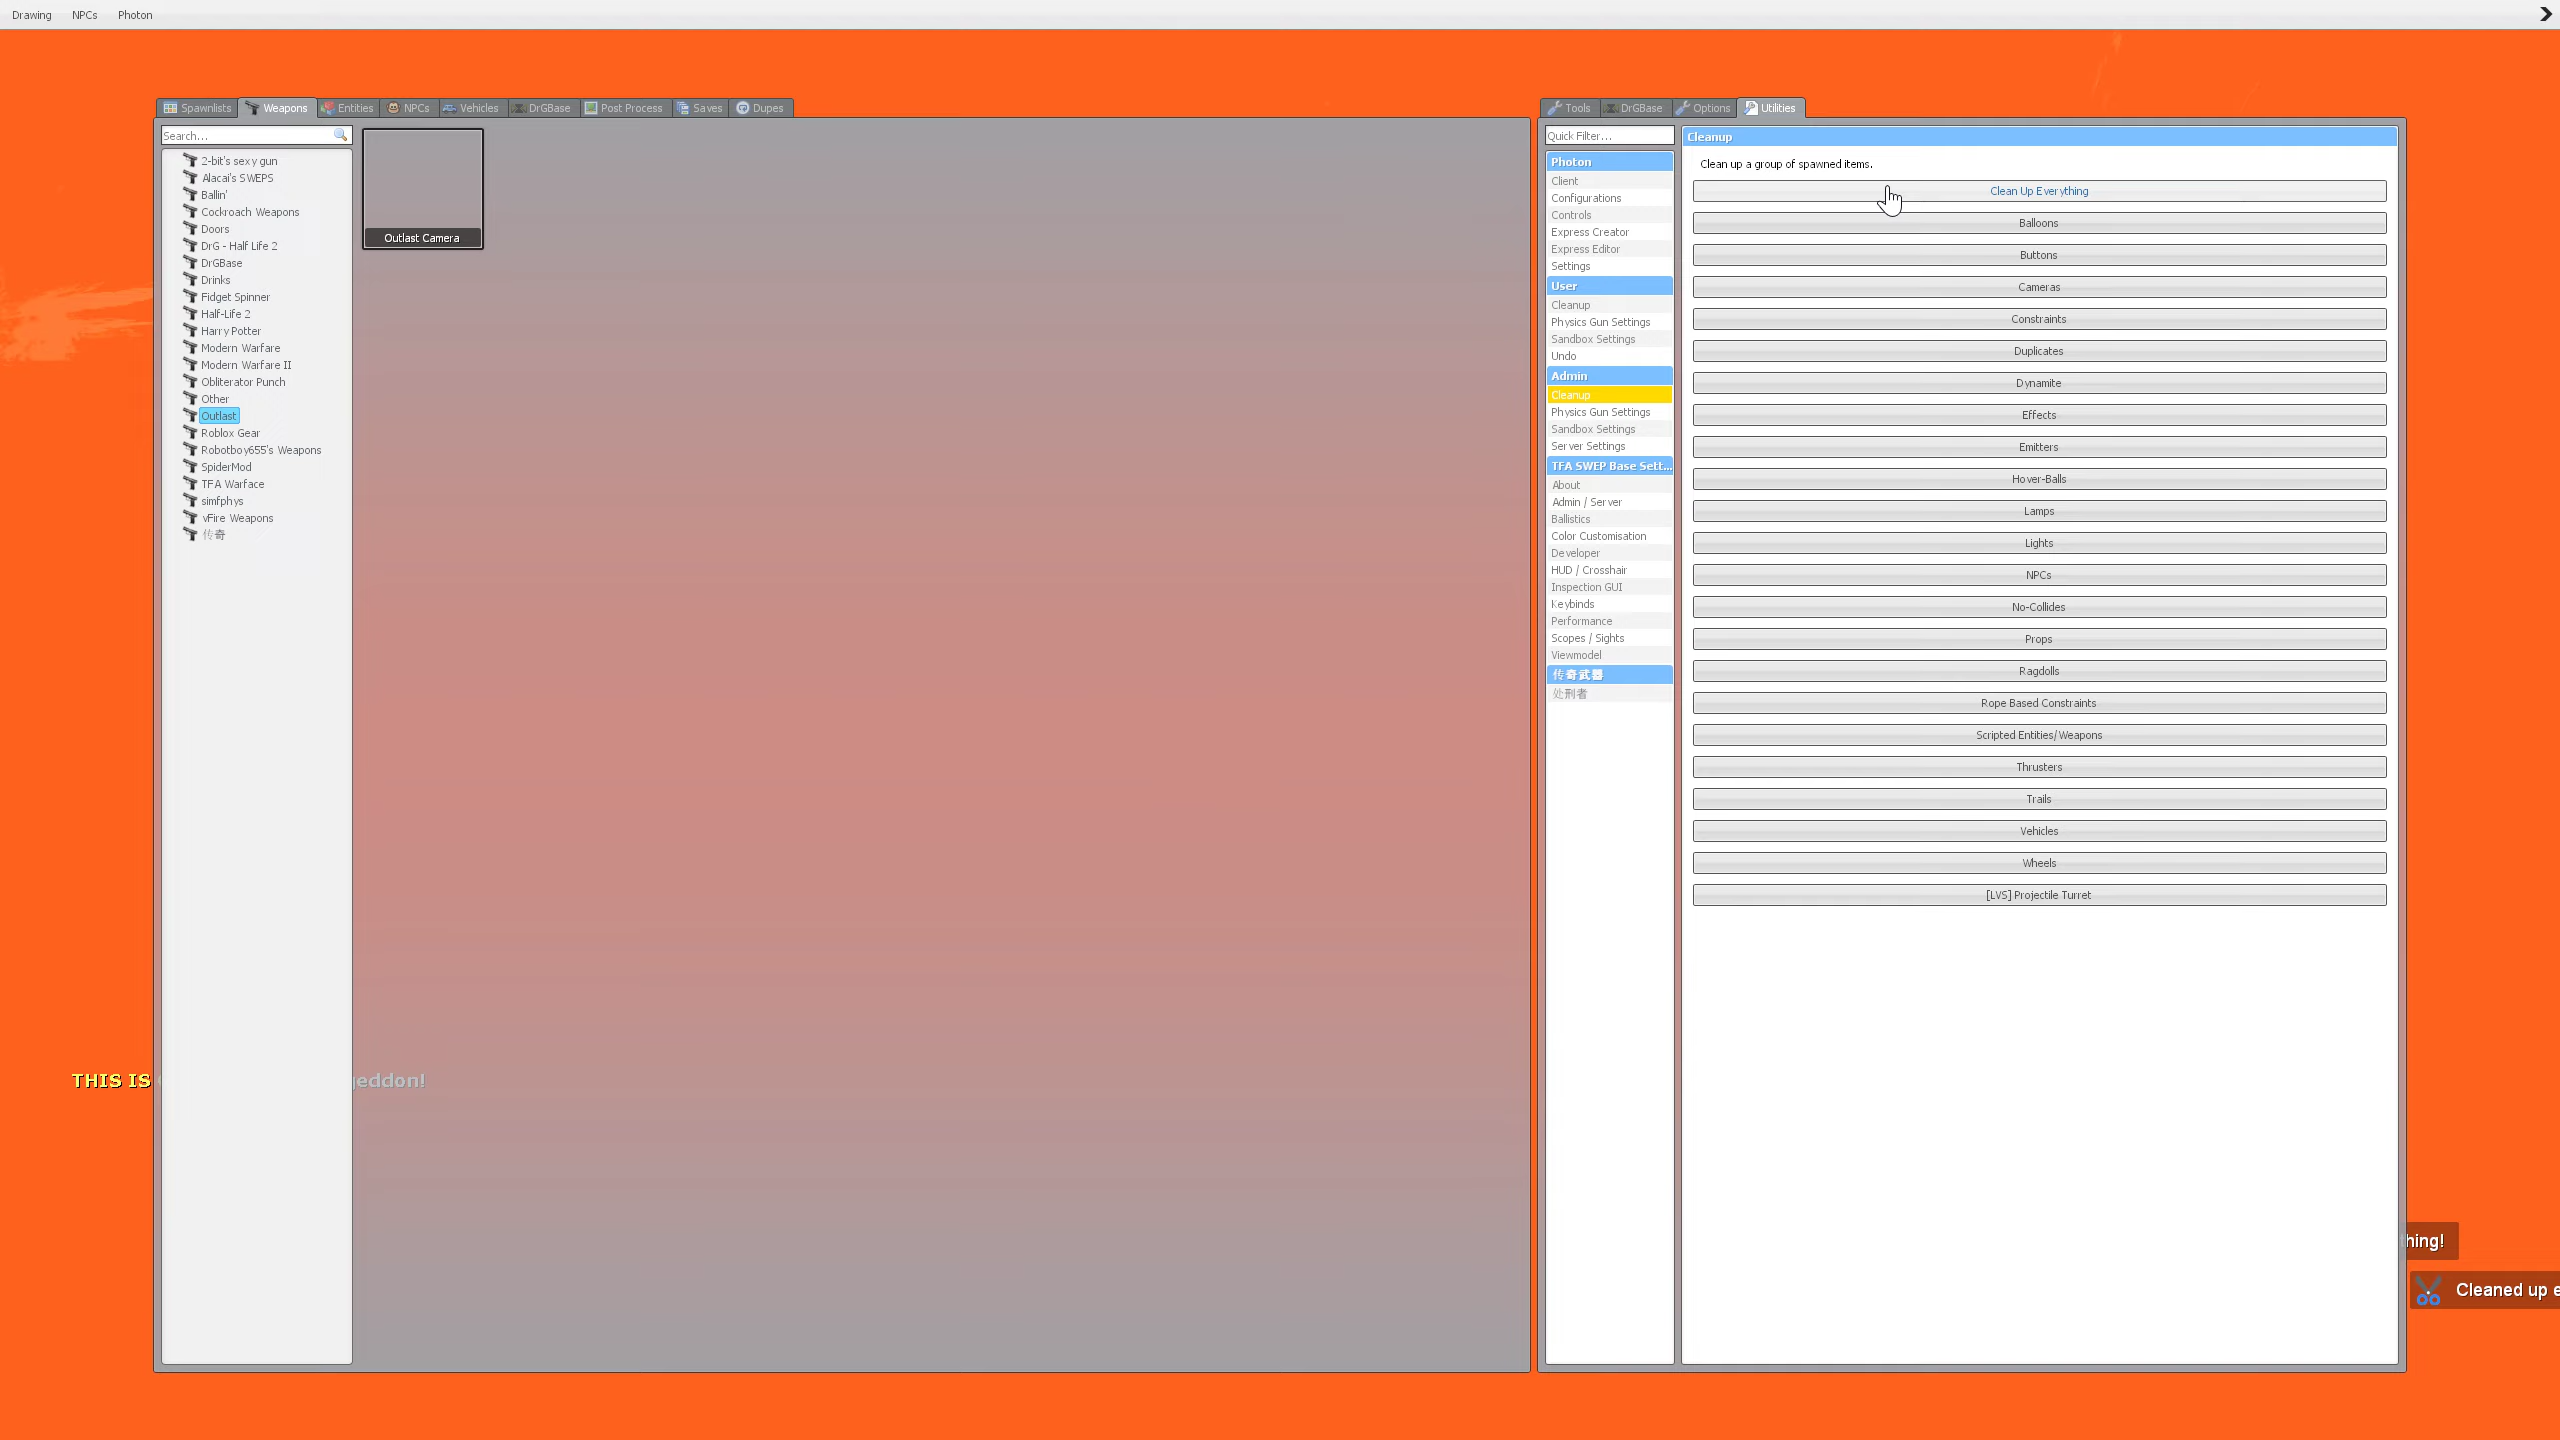 Drawing NPCs Photon
Spawnlists Weapons Entities NPCs Vehicles DrGBase Post Process Saves Dupes
Search...
2-bit's sexy gun
Alacai's SWEPS
Ballin'
Cockroach Weapons
Doors
DrG - Half Life 2
DrGBase
Drinks
Fidget Spinner
Half-Life 2
Harry Potter
Modern Warfare
Modern Warfare II
Obliterator Punch
Other
Outlast
Roblox Gear
Robotboy655's Weapons
SpiderMod
TFA Warface
simfphys
vFire Weapons
传奇
Outlast Camera
THIS IS
geddon!
Tools DrGBase Options Utilities
Quick Filter...
Photon
Client
Configurations
Controls
Express Creator
Express Editor
Settings
User
Cleanup
Physics Gun Settings
Sandbox Settings
Undo
Admin
Cleanup
Physics Gun Settings
Sandbox Settings
Server Settings
TFA SWEP Base Sett...
About
Admin / Server
Ballistics
Color Customisation
Developer
HUD / Crosshair
Inspection GUI
Keybinds
Performance
Scopes / Sights
Viewmodel
传奇武器
处刑者
Cleanup
Clean up a group of spawned items.
Clean Up Everything
Balloons
Buttons
Cameras
Constraints
Duplicates
Dynamite
Effects
Emitters
Hover-Balls
Lamps
Lights
NPCs
No-Collides
Props
Ragdolls
Rope Based Constraints
Scripted Entities/Weapons
Thrusters
Trails
Vehicles
Wheels
[LVS] Projectile Turret
thing!
Cleaned up e